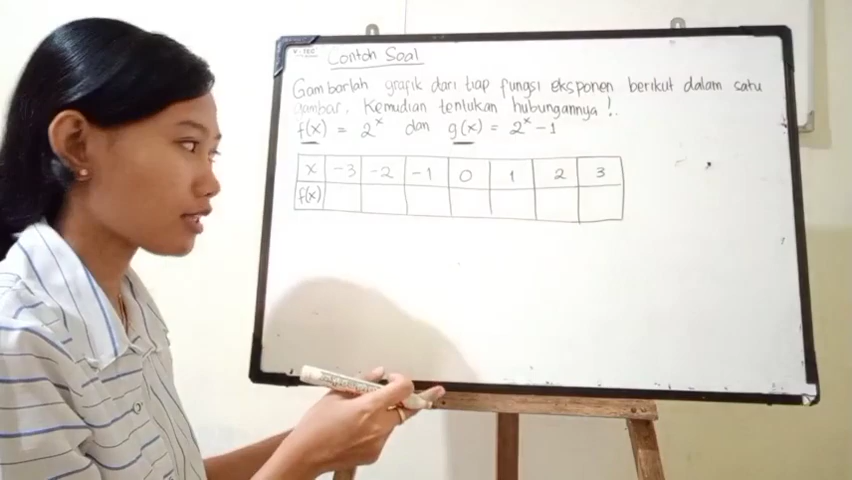 V-TEC
Contoh Soal
Gambarlah grafik dari tiap fungsi eksponen berikut dalam satu
gambar. Kemudian tentukan hubungannya !.
f(x) = 2^x dan g(x) = 2^x - 1
x -3 -2 -1 0 1 2 3
f(x)